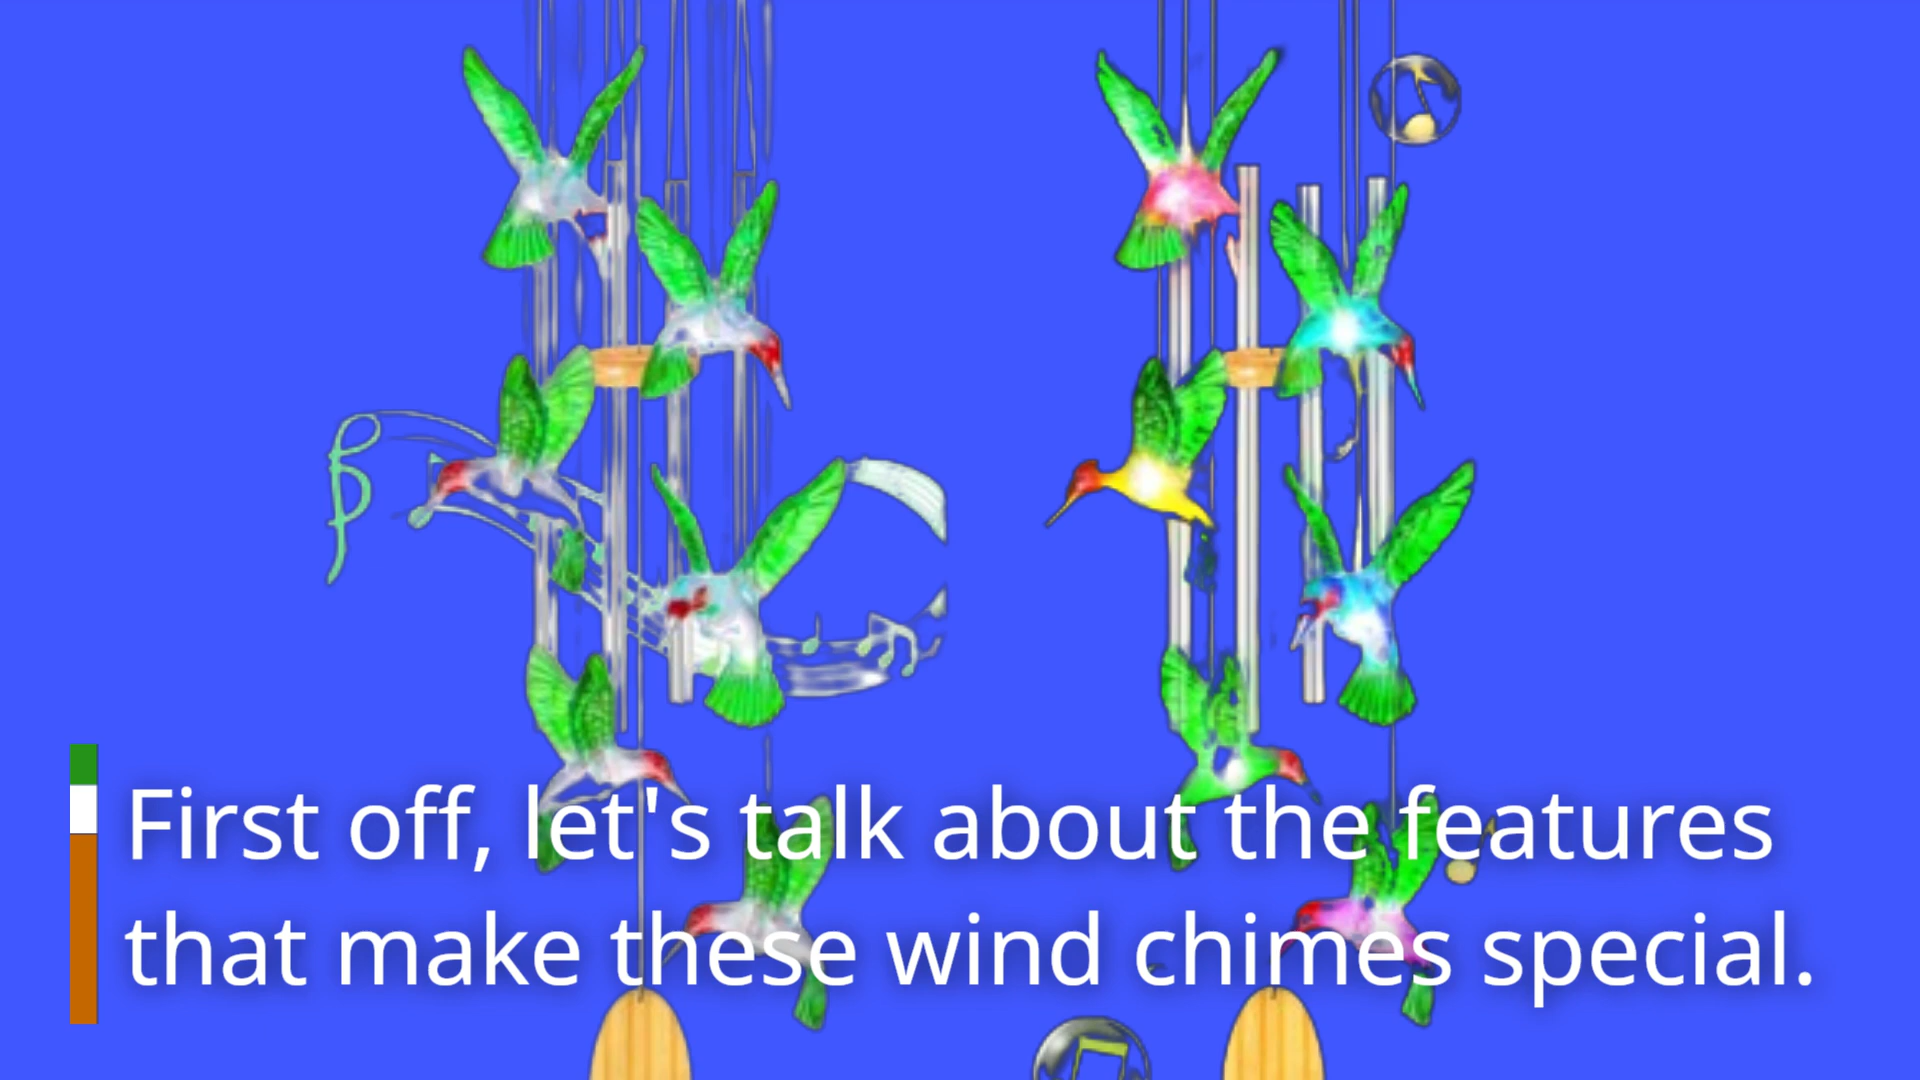 First off, let's talk about the features
that make these wind chimes special.